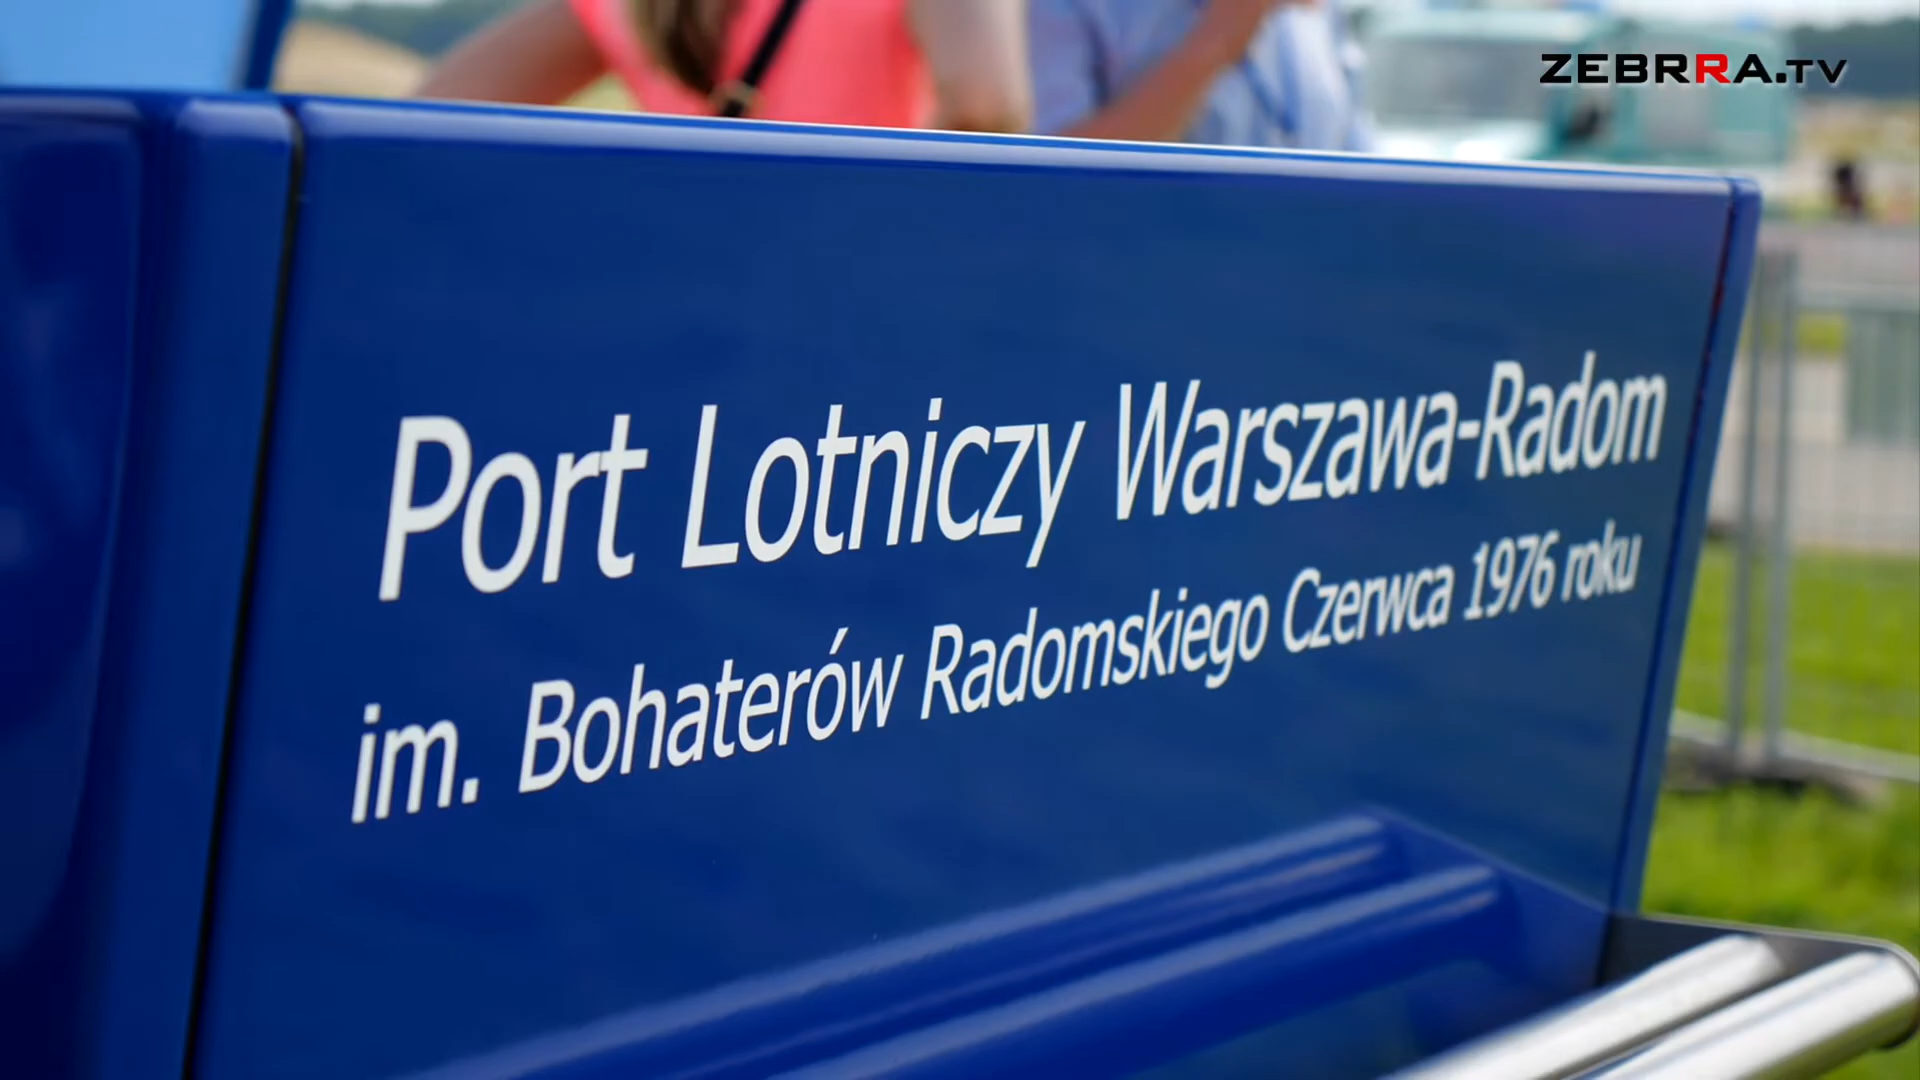 ZEBRRA.TV
Port Lotniczy Warszawa-Radom
im. Bohaterów Radomskiego Czerwca 1976 roku